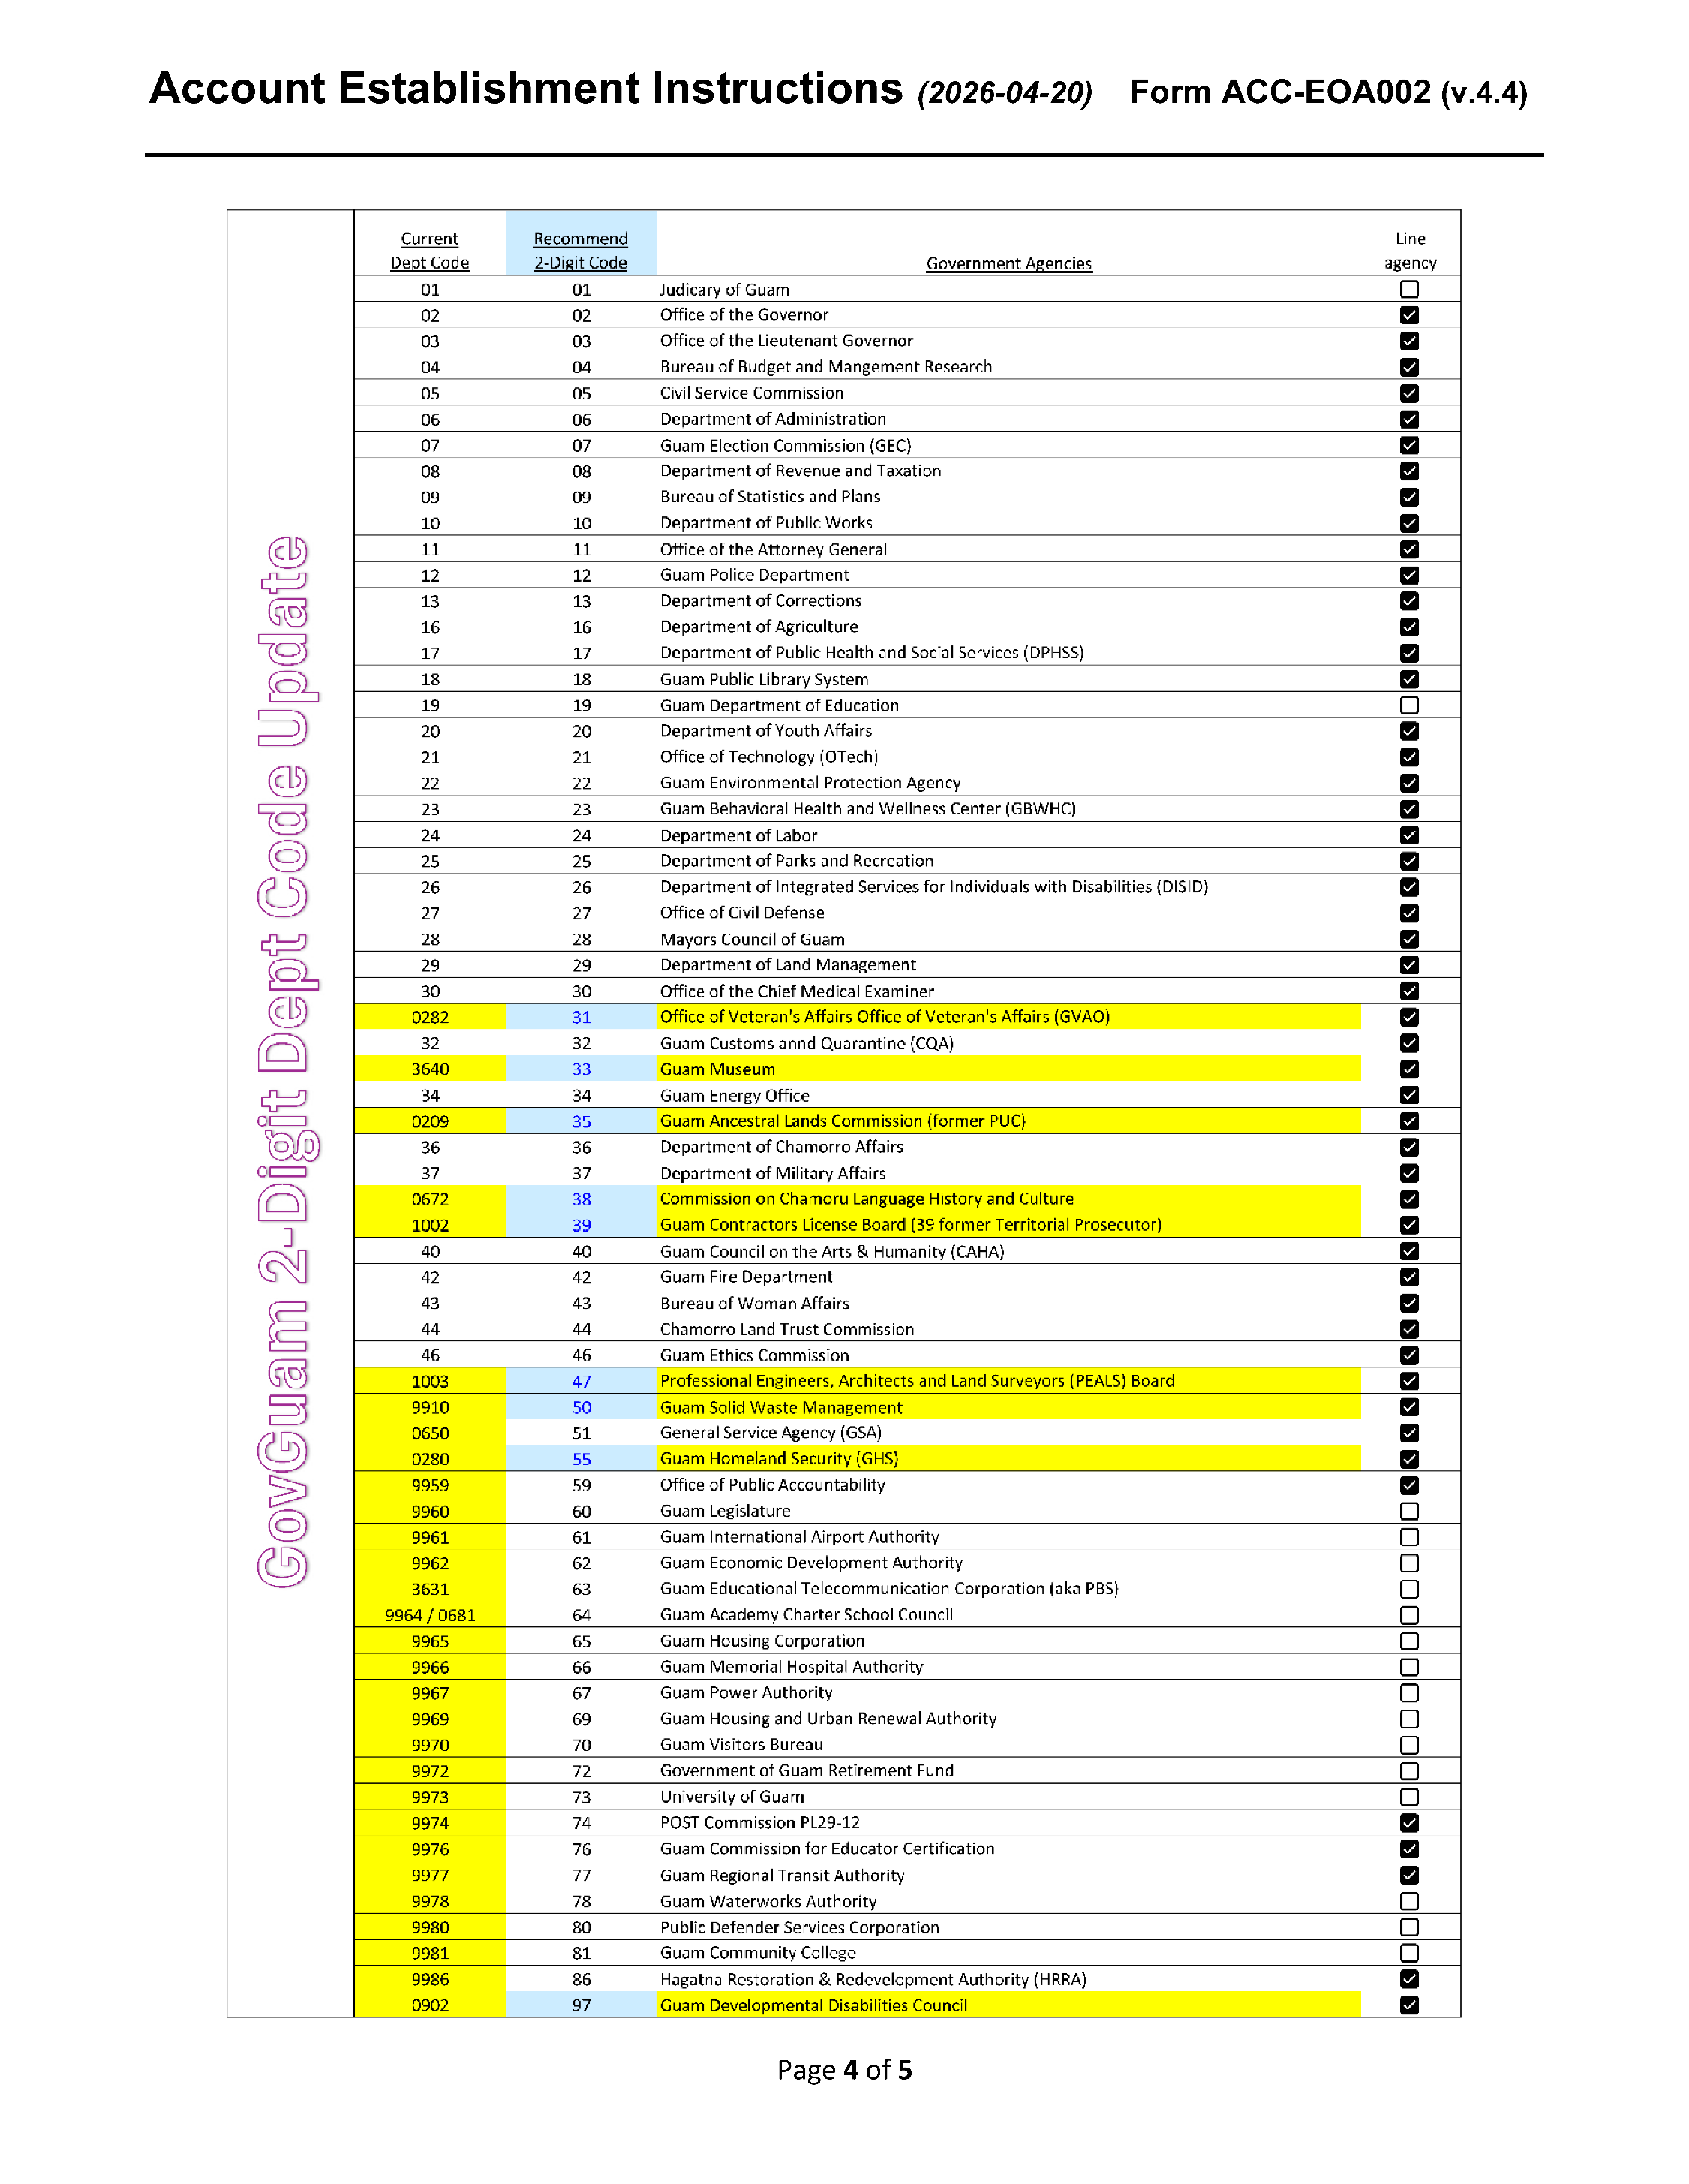 Account Establishment Instructions (2026-04-20) Form ACC-EOA002 (v.4.4)
GovGuam 2-Digit Dept Code Update
Current Recommend Line
Dept Code 2-Digit Code Government Agencies agency
01 01 Judicary of Guam
02 02 Office of the Governor
03 03 Office of the Lieutenant Governor
04 04 Bureau of Budget and Mangement Research
05 05 Civil Service Commission
06 06 Department of Administration
07 07 Guam Election Commission (GEC)
08 08 Department of Revenue and Taxation
09 09 Bureau of Statistics and Plans
10 10 Department of Public Works
11 11 Office of the Attorney General
12 12 Guam Police Department
13 13 Department of Corrections
16 16 Department of Agriculture
17 17 Department of Public Health and Social Services (DPHSS)
18 18 Guam Public Library System
19 19 Guam Department of Education
20 20 Department of Youth Affairs
21 21 Office of Technology (OTech)
22 22 Guam Environmental Protection Agency
23 23 Guam Behavioral Health and Wellness Center (GBWHC)
24 24 Department of Labor
25 25 Department of Parks and Recreation
26 26 Department of Integrated Services for Individuals with Disabilities (DISID)
27 27 Office of Civil Defense
28 28 Mayors Council of Guam
29 29 Department of Land Management
30 30 Office of the Chief Medical Examiner
0282 31 Office of Veteran's Affairs Office of Veteran's Affairs (GVAO)
32 32 Guam Customs annd Quarantine (CQA)
3640 33 Guam Museum
34 34 Guam Energy Office
0209 35 Guam Ancestral Lands Commission (former PUC)
36 36 Department of Chamorro Affairs
37 37 Department of Military Affairs
0672 38 Commission on Chamoru Language History and Culture
1002 39 Guam Contractors License Board (39 former Territorial Prosecutor)
40 40 Guam Council on the Arts & Humanity (CAHA)
42 42 Guam Fire Department
43 43 Bureau of Woman Affairs
44 44 Chamorro Land Trust Commission
46 46 Guam Ethics Commission
1003 47 Professional Engineers, Architects and Land Surveyors (PEALS) Board
9910 50 Guam Solid Waste Management
0650 51 General Service Agency (GSA)
0280 55 Guam Homeland Security (GHS)
9959 59 Office of Public Accountability
9960 60 Guam Legislature
9961 61 Guam International Airport Authority
9962 62 Guam Economic Development Authority
3631 63 Guam Educational Telecommunication Corporation (aka PBS)
9964 / 0681 64 Guam Academy Charter School Council
9965 65 Guam Housing Corporation
9966 66 Guam Memorial Hospital Authority
9967 67 Guam Power Authority
9969 69 Guam Housing and Urban Renewal Authority
9970 70 Guam Visitors Bureau
9972 72 Government of Guam Retirement Fund
9973 73 University of Guam
9974 74 POST Commission PL29-12
9976 76 Guam Commission for Educator Certification
9977 77 Guam Regional Transit Authority
9978 78 Guam Waterworks Authority
9980 80 Public Defender Services Corporation
9981 81 Guam Community College
9986 86 Hagatna Restoration & Redevelopment Authority (HRRA)
0902 97 Guam Developmental Disabilities Council
Page 4 of 5